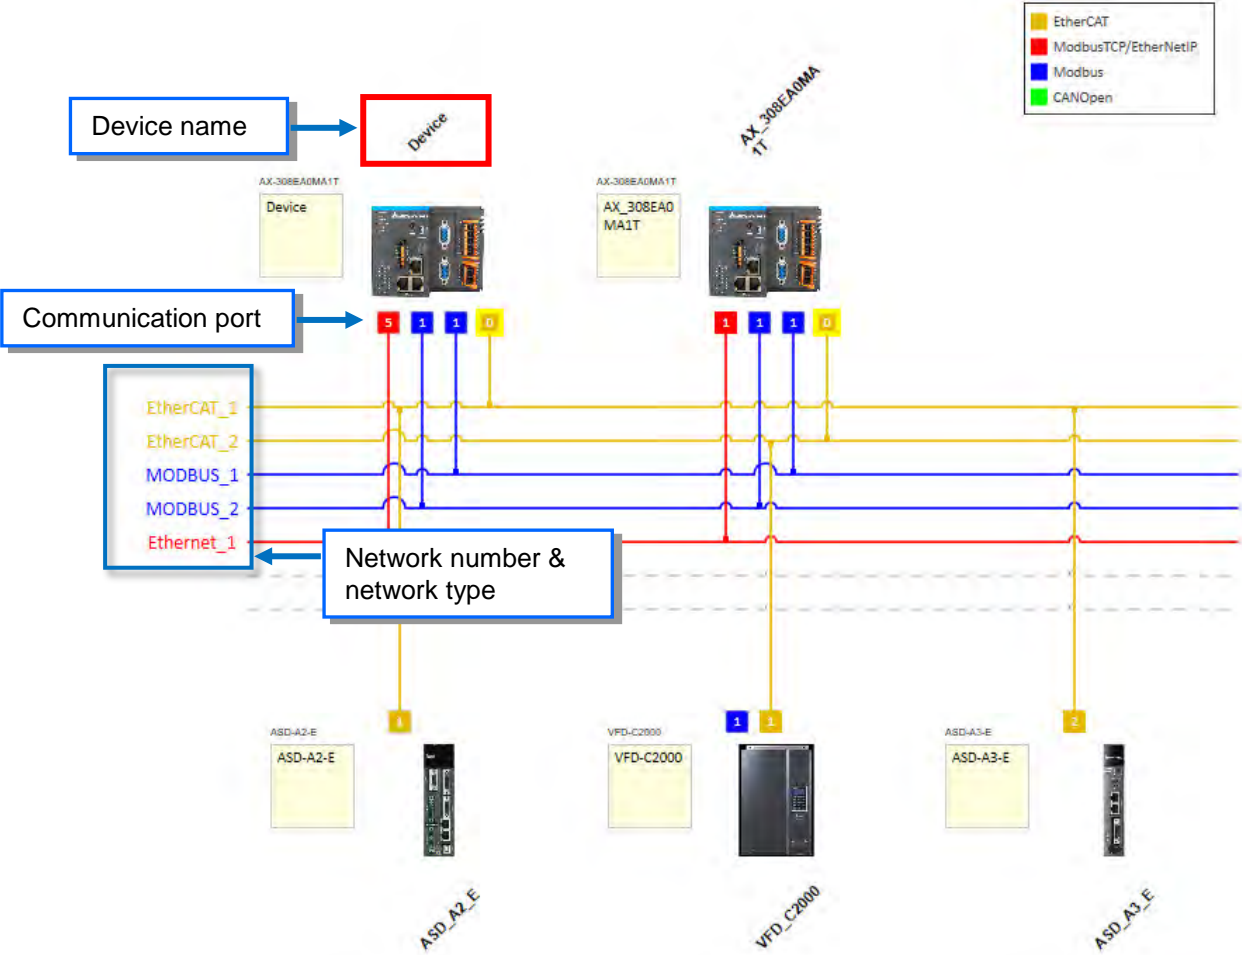 EtherCAT
ModbusTCP/EtherNetIP
Modbus
CANOpen
Device name
Device
AX_308EA0MA
1T
AX-308EA0MA1T
Device
AX-308EA0MA1T
AX_308EA0
MA1T
Communication port
5 1 1 0
1 1 1 0
EtherCAT_1
EtherCAT_2
MODBUS_1
MODBUS_2
Ethernet_1
Network number &
network type
1
1 1
2
ASD-A2-E
ASD-A2-E
VFD-C2000
VFD-C2000
ASD-A3-E
ASD-A3-E
ASD_A2_E
VFD_C2000
ASD_A3_E